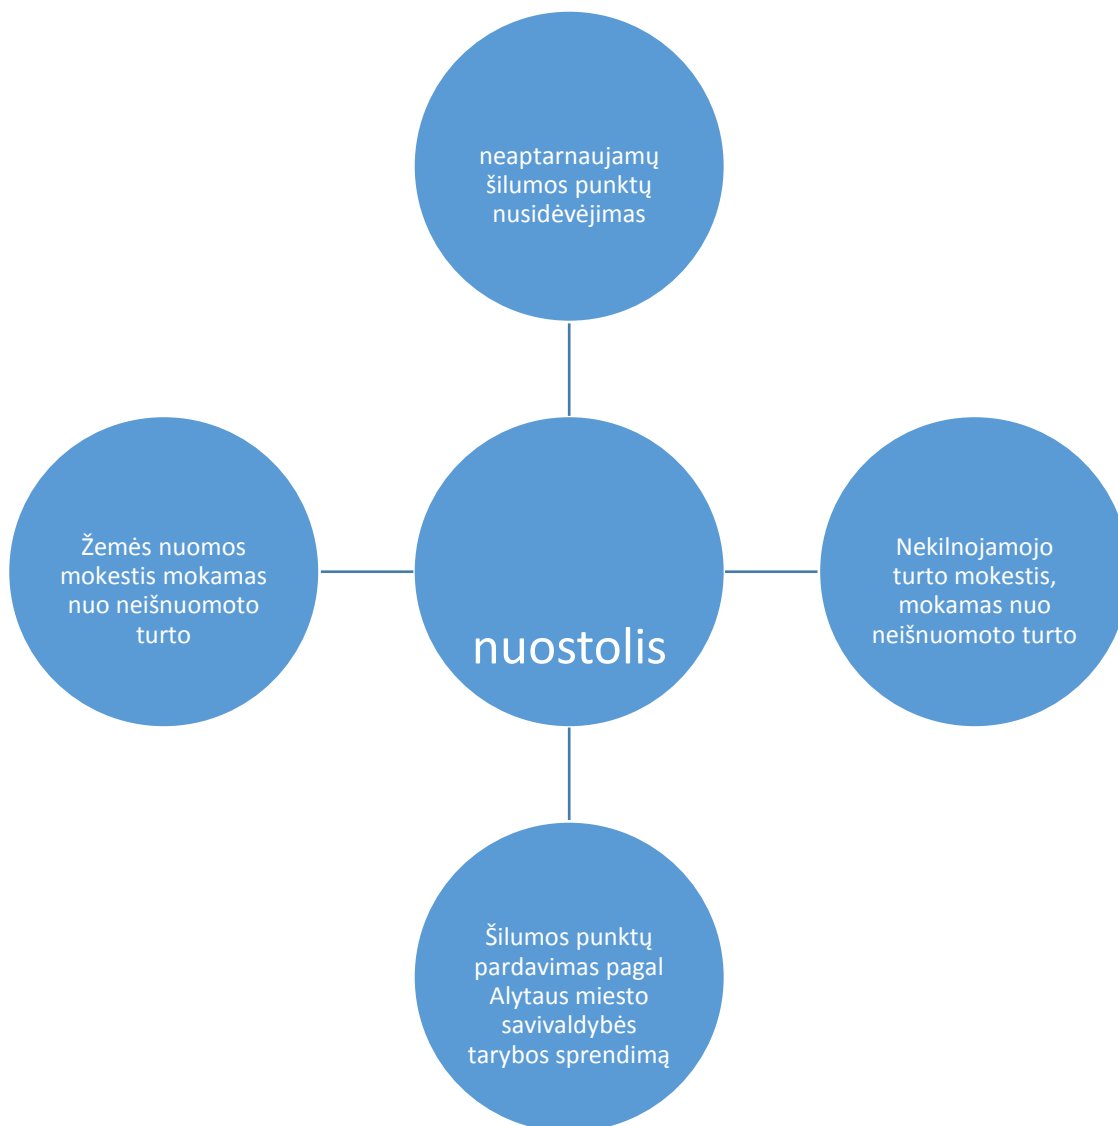 neaptarnaujamų
šilumos punktų
nusidėvėjimas
Žemės nuomos
mokestis mokamas
nuo neišnuomoto
turto
nuostolis
Nekilnojamojo
turto mokestis,
mokamas nuo
neišnuomoto turto
Šilumos punktų
pardavimas pagal
Alytaus miesto
savivaldybės
tarybos sprendimą